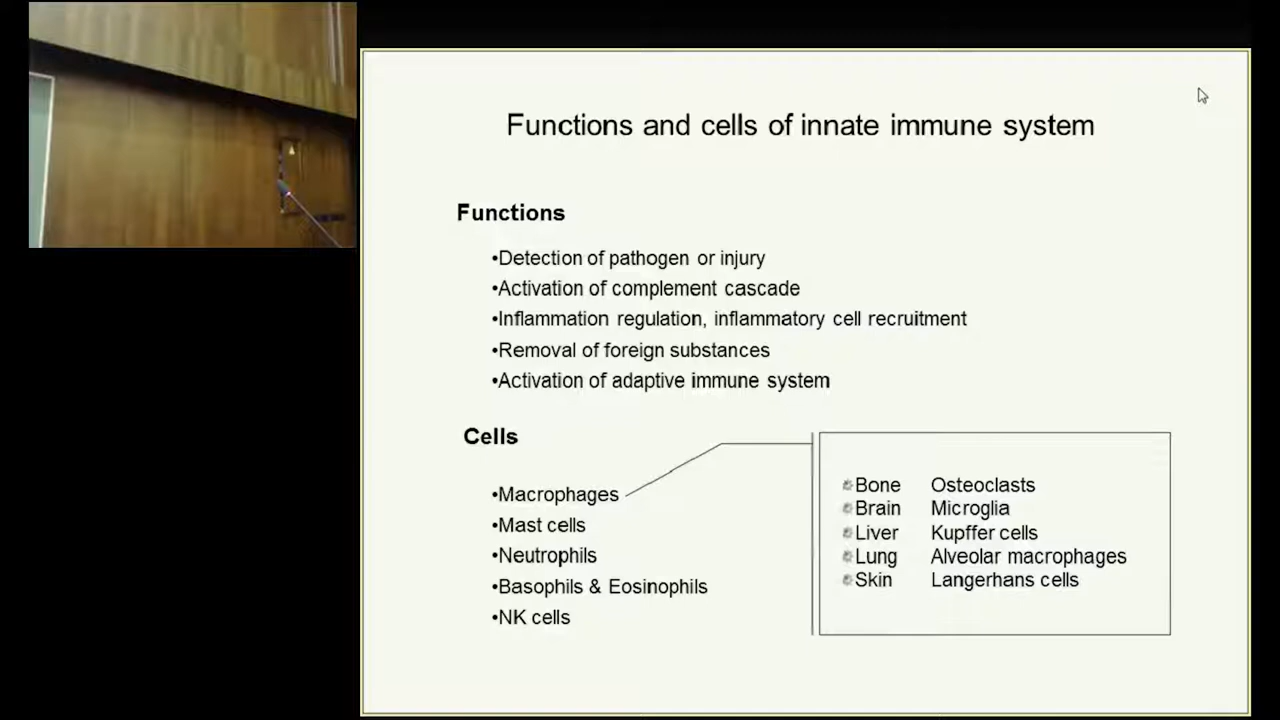 Functions and cells of innate immune system
Functions
•Detection of pathogen or injury
•Activation of complement cascade
•Inflammation regulation, inflammatory cell recruitment
•Removal of foreign substances
•Activation of adaptive immune system
Cells
•Macrophages
•Mast cells
•Neutrophils
•Basophils & Eosinophils
•NK cells
Bone Osteoclasts
Brain Microglia
Liver Kupffer cells
Lung Alveolar macrophages
Skin Langerhans cells